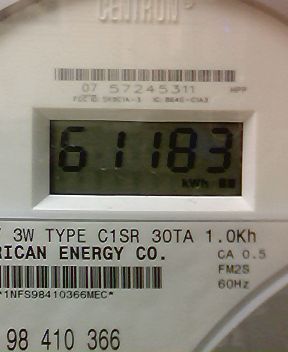 CENTRON
07 57245311 HPP
61183
kWh
3W TYPE C1SR 30TA 1.0Kh
RICAN ENERGY CO.
CA 0.5
FM2S
60Hz
*1NFS98410366MEC*
98 410 366